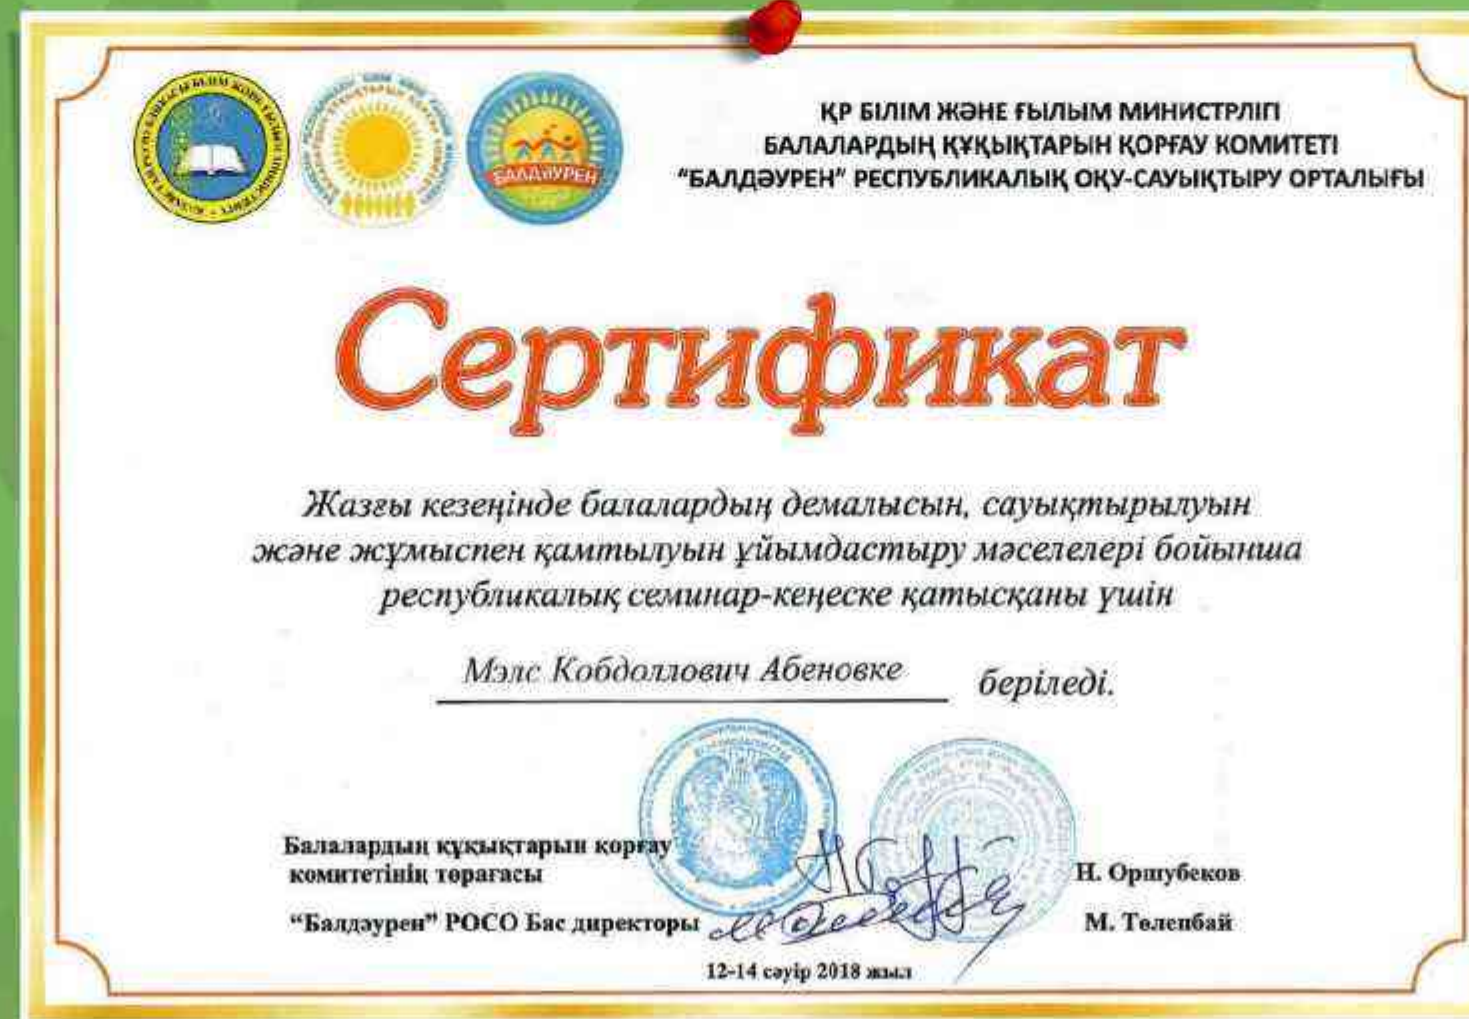 ҚР БІЛІМ ЖӘНЕ ҒЫЛЫМ МИНИСТРЛІГІ
БАЛАЛАРДЫҢ ҚҰҚЫҚТАРЫН ҚОРҒАУ КОМИТЕТІ
"БАЛДӘУРЕН" РЕСПУБЛИКАЛЫҚ ОҚУ-САУЫҚТЫРУ ОРТАЛЫҒЫ
БАЛДӘУРЕН
Сертификат
Жазғы кезеңінде балалардың демалысын, сауықтырылуын
және жұмыспен қамтылуын ұйымдастыру мәселелері бойынша
республикалық семинар-кеңеске қатысқаны үшін
Мэлс Кобдоллович Абеновке беріледі.
Балалардың құқықтарын қорғау
комитетінің төрағасы
Н. Оршубеков
"Балдәурен" РОСО Бас директоры
М. Төлепбай
12-14 сәуір 2018 жыл